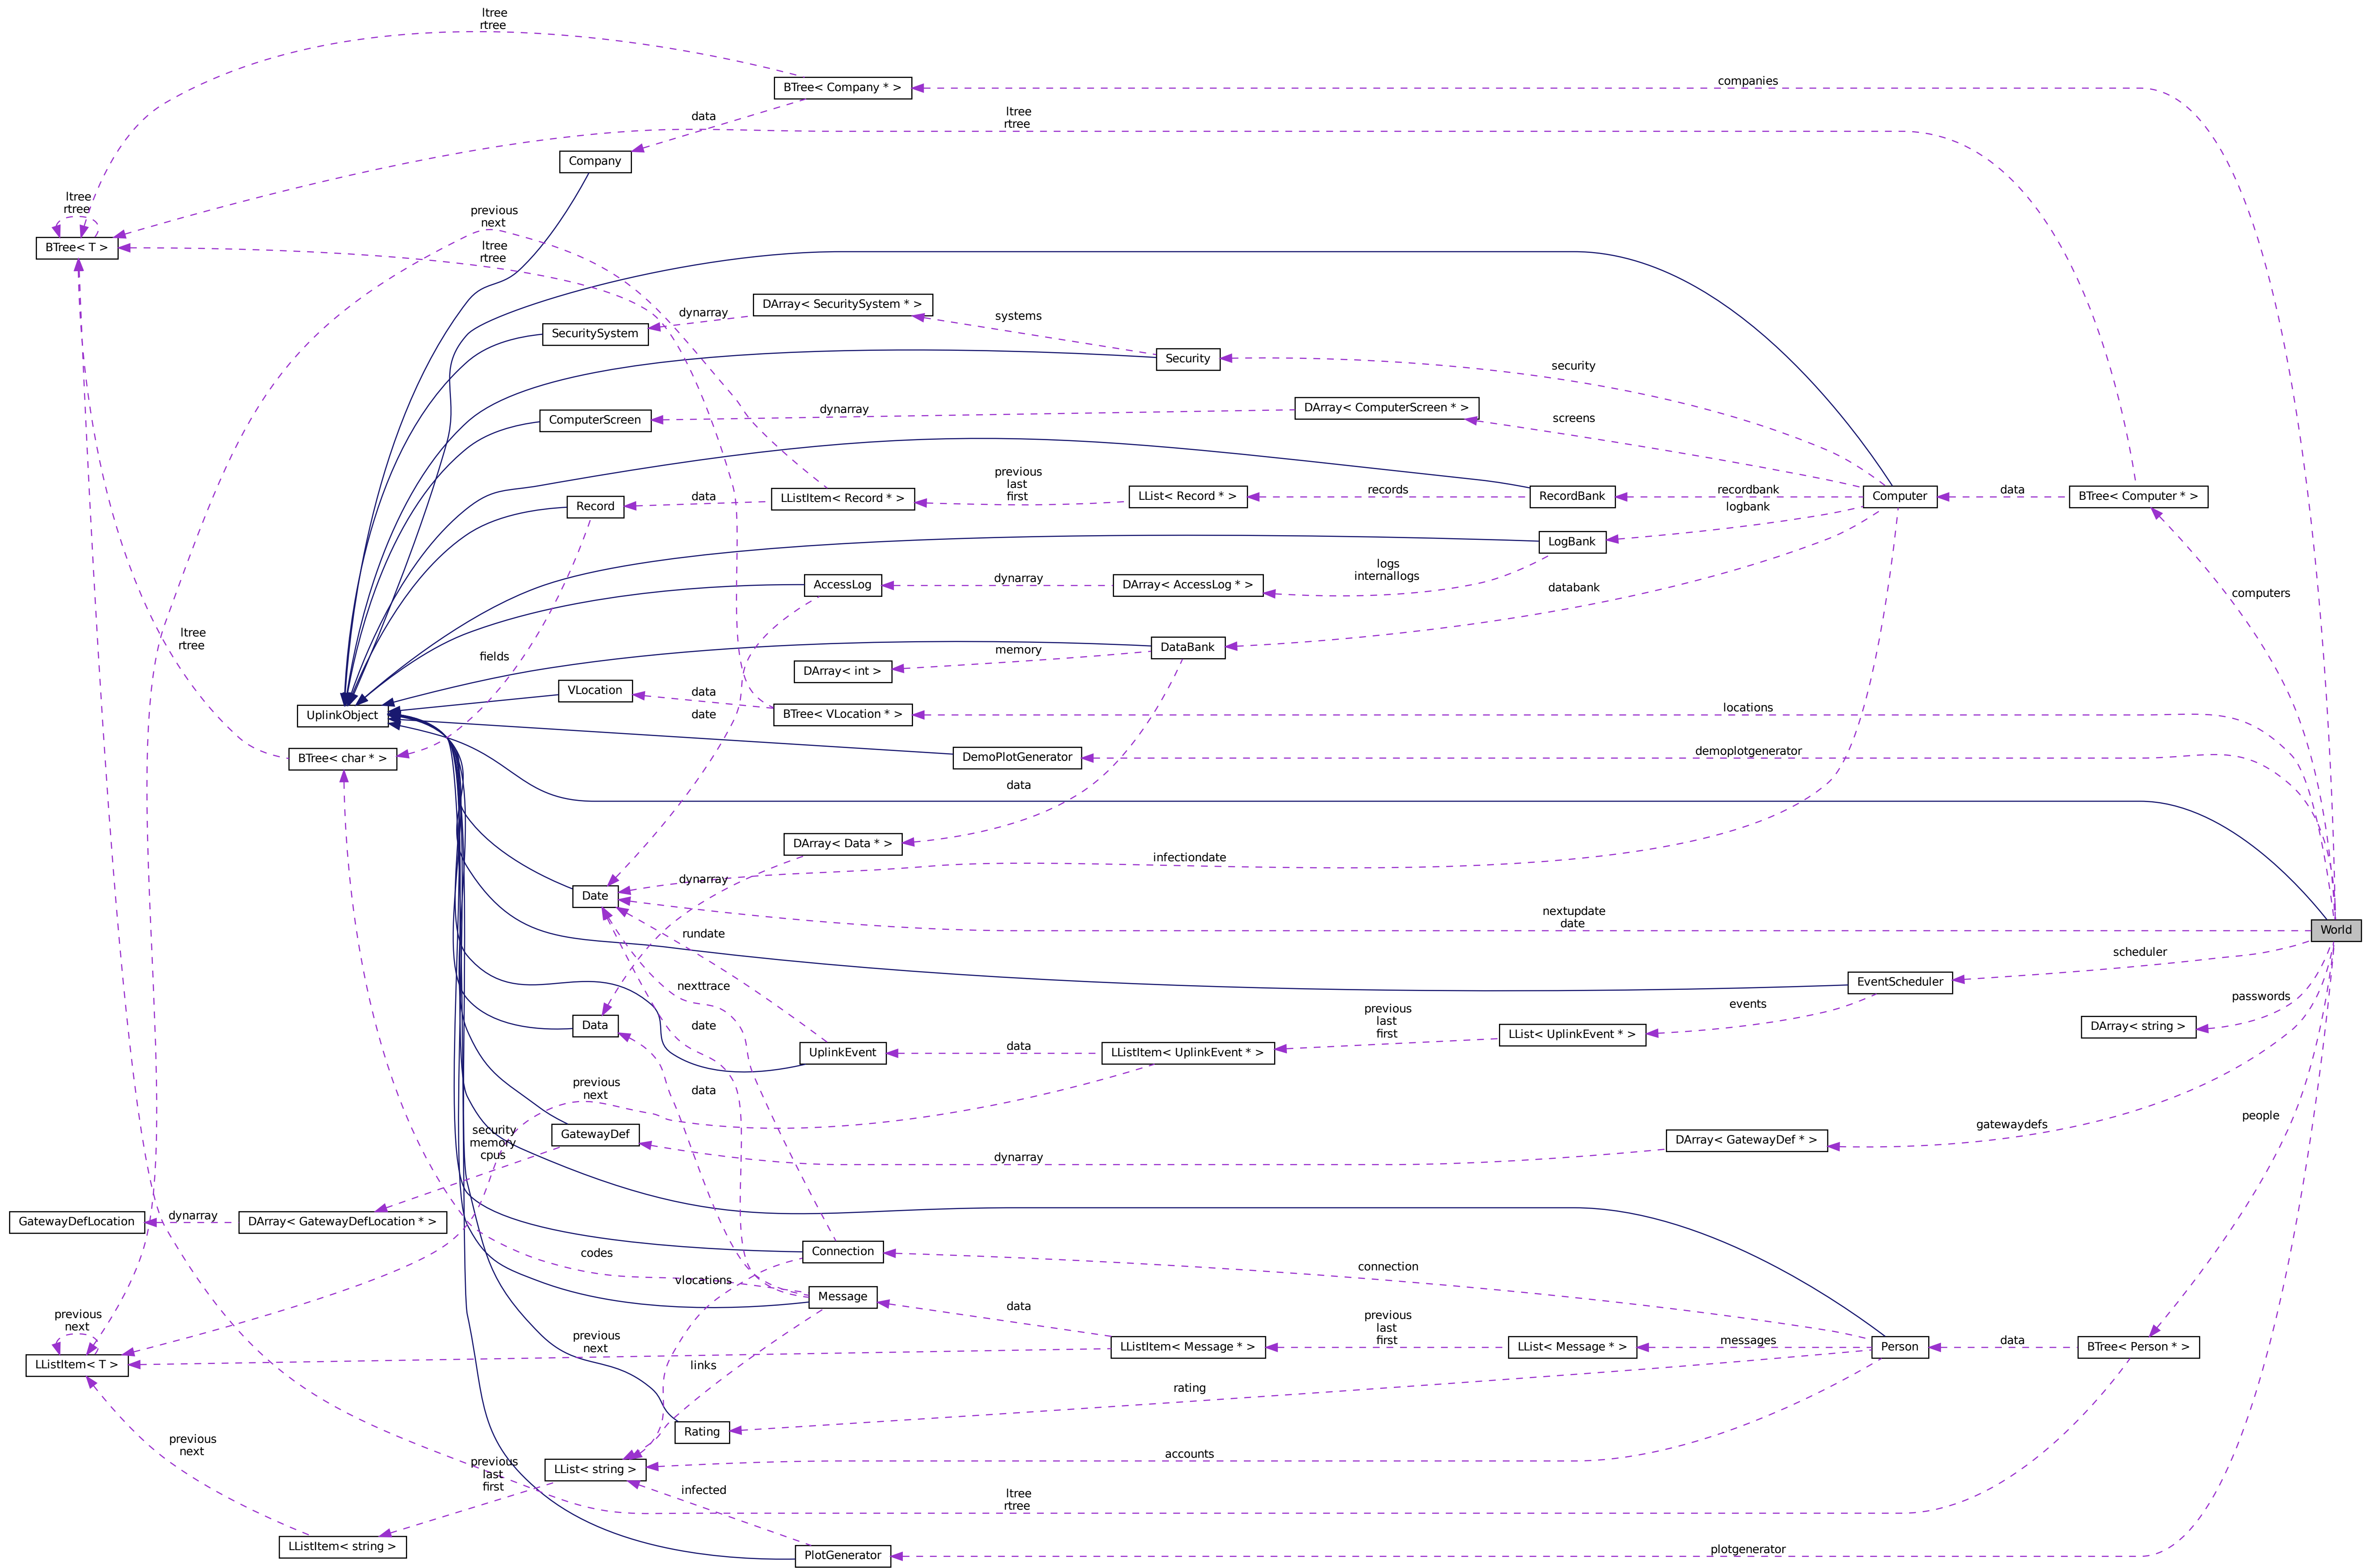 ltree
rtree
companies
BTree< Company * >
ltree
rtree
data
Company
ltree
rtree
previous
next
BTree< T >
ltree
rtree
DArray< SecuritySystem * >
dynarray
systems
SecuritySystem
Security
security
DArray< ComputerScreen * >
dynarray
ComputerScreen
screens
previous
last
first
records
recordbank
logbank
data
LListItem< Record * >
LList< Record * >
RecordBank
Computer
data
BTree< Computer * >
Record
LogBank
logs
internallogs
dynarray
AccessLog
DArray< AccessLog * >
databank
computers
ltree
rtree
fields
DataBank
memory
DArray< int >
VLocation
data
date
BTree< VLocation * >
locations
UplinkObject
DemoPlotGenerator
demoplotgenerator
BTree< char * >
data
DArray< Data * >
infectiondate
dynarray
Date
nextupdate
date
World
rundate
scheduler
EventScheduler
nexttrace
events
passwords
previous
last
first
DArray< string >
Data
date
LList< UplinkEvent * >
UplinkEvent
data
LListItem< UplinkEvent * >
previous
next
data
people
security
memory
cpus
GatewayDef
gatewaydefs
DArray< GatewayDef * >
dynarray
GatewayDefLocation
dynarray
DArray< GatewayDefLocation * >
codes
Connection
connection
vlocations
Message
data
previous
last
first
previous
next
previous
next
messages
data
LListItem< T >
LListItem< Message * >
LList< Message * >
Person
BTree< Person * >
links
rating
Rating
previous
next
accounts
previous
last
first
LList< string >
infected
ltree
rtree
LListItem< string >
PlotGenerator
plotgenerator